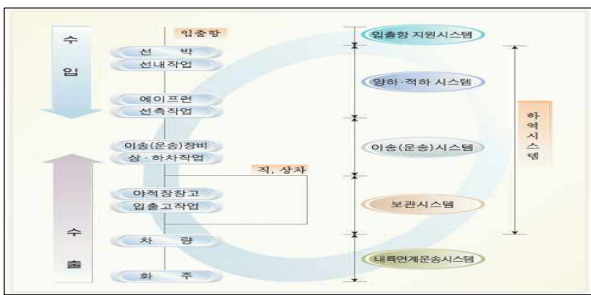 수
입
수
출
입출항
선 박
선내작업
에이프런
선측작업
이송(운송)장비
상·하차작업
직, 상차
야적장창고
입출고작업
차 량
화 주
입출항 지원시스템
양하·적하 시스템
이송(운송)시스템
보관시스템
내륙연계운송시스템
하
역
시
스
템